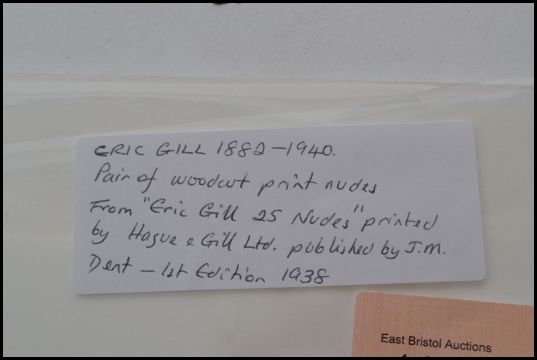 ERIC GILL 1882-1940.
Pair of woodcut print nudes
From "Eric Gill 25 Nudes" printed
by Hague & Gill Ltd. published by J.M.
Dent - 1st Edition 1938
East Bristol Auctions